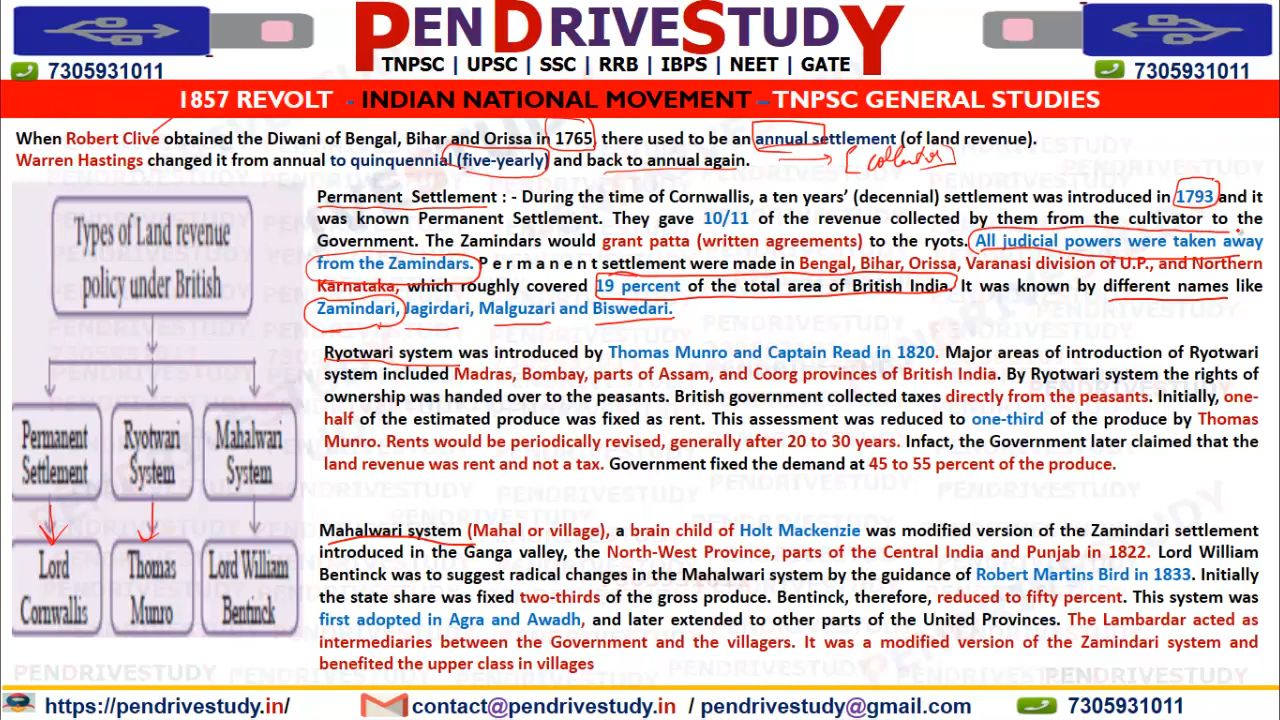 PENDRIVESTUDY
TNPSC | UPSC | SSC | RRB | IBPS | NEET | GATE
7305931011
7305931011
1857 REVOLT - INDIAN NATIONAL MOVEMENT – TNPSC GENERAL STUDIES
When Robert Clive obtained the Diwani of Bengal, Bihar and Orissa in 1765 there used to be an annual settlement (of land revenue).
Warren Hastings changed it from annual to quinquennial (five-yearly) and back to annual again.
Types of Land revenue
policy under British
Permanent
Settlement
Ryotwari
System
Mahalwari
System
Lord
Cornwallis
Thomas
Munro
Lord William
Bentinck
Permanent Settlement : - During the time of Cornwallis, a ten years’ (decennial) settlement was introduced in 1793 and it
is known Permanent Settlement. They gave 10/11 of the revenue collected by them from the cultivator to the
Government. The Zamindars would grant patta (written agreements) to the ryots. All judicial powers were taken away
from the Zamindars. P e r m a n e n t settlement were made in Bengal, Bihar, Orissa, Varanasi division of U.P., and Northern
Karnataka, which roughly covered 19 percent of the total area of British India. It was known by different names like
Zamindari, Jagirdari, Malguzari and Biswedari.
Ryotwari system was introduced by Thomas Munro and Captain Read in 1820. Major areas of introduction of Ryotwari
system included Madras, Bombay, parts of Assam, and Coorg provinces of British India. By Ryotwari system the rights of
ownership was handed over to the peasants. British government collected taxes directly from the peasants. Initially, one-
half of the estimated produce was fixed as rent. This assessment was reduced to one-third of the produce by Thomas
Munro. Rents would be periodically revised, generally after 20 to 30 years. Infact, the Government later claimed that the
land revenue was rent and not a tax. Government fixed the demand at 45 to 55 percent of the produce.
Mahalwari system (Mahal or village), a brain child of Holt Mackenzie was modified version of the Zamindari settlement
introduced in the Ganga valley, the North-West Province, parts of the Central India and Punjab in 1822. Lord William
Bentinck was to suggest radical changes in the Mahalwari system by the guidance of Robert Martins Bird in 1833. Initially
the state share was fixed two-thirds of the gross produce. Bentinck, therefore, reduced to fifty percent. This system was
first adopted in Agra and Awadh, and later extended to other parts of the United Provinces. The Lambardar acted as
intermediaries between the Government and the villagers. It was a modified version of the Zamindari system and
benefited the upper class in villages
https://pendrivestudy.in/
contact@pendrivestudy.in / pendrivestudy@gmail.com
7305931011